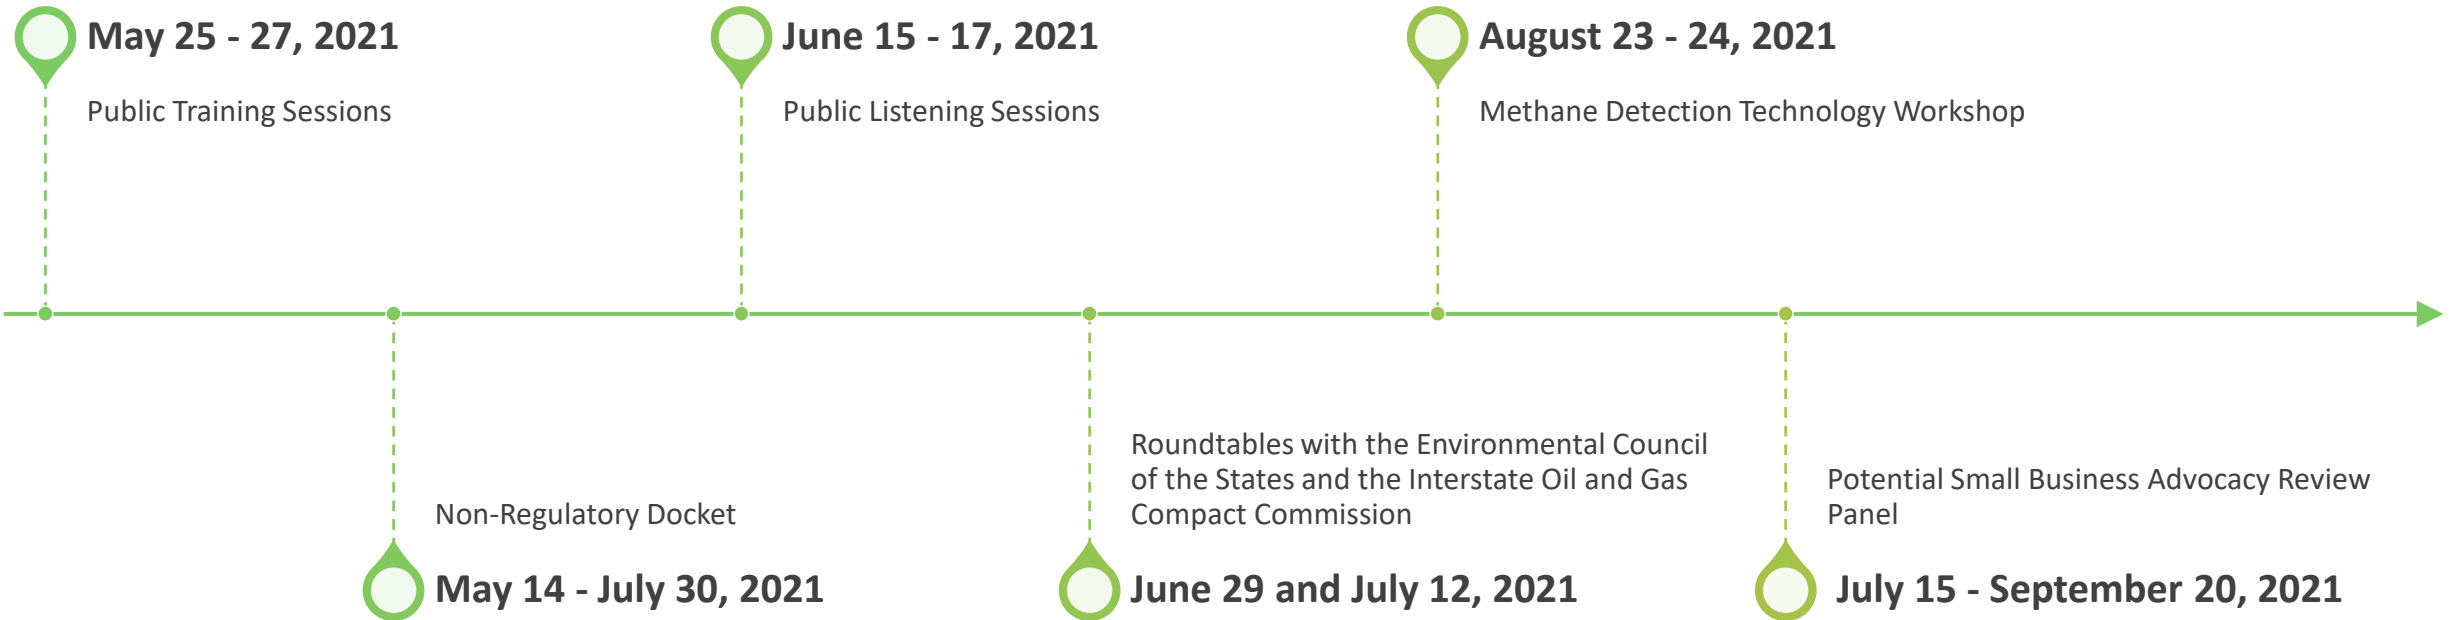 May 25 - 27, 2021
Public Training Sessions
June 15 - 17, 2021
Public Listening Sessions
August 23 - 24, 2021
Methane Detection Technology Workshop
Non-Regulatory Docket
May 14 - July 30, 2021
Roundtables with the Environmental Council
of the States and the Interstate Oil and Gas
Compact Commission
June 29 and July 12, 2021
Potential Small Business Advocacy Review
Panel
July 15 - September 20, 2021